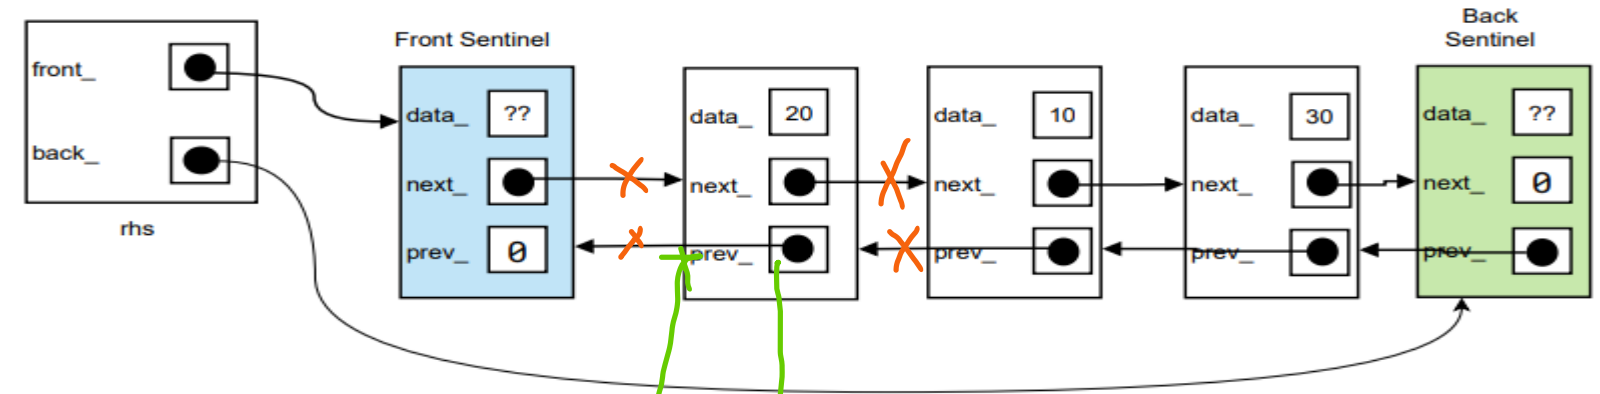 front_
back_
rhs
Front Sentinel
data_ ??
next_
prev_ 0
data_ 20
next_
prev_
data_ 10
next_
prev_
data_ 30
next_
prev_
Back
Sentinel
data_ ??
next_ 0
prev_